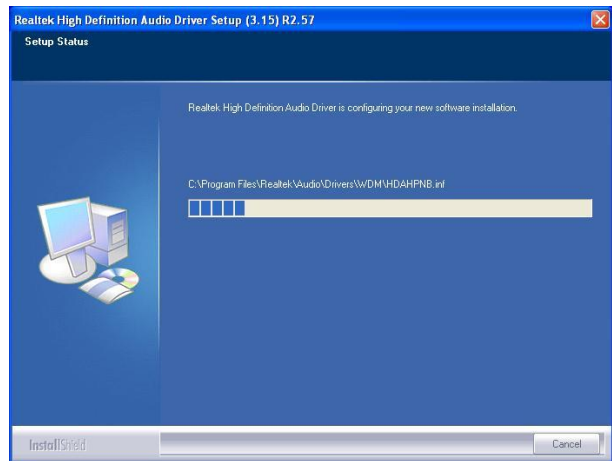 Realtek High Definition Audio Driver Setup (3.15) R2.57
Setup Status
Realtek High Definition Audio Driver is configuring your new software installation.
C:\Program Files\Realtek\Audio\Drivers\WDM\HDAHPNB.inf
InstallShield
Cancel